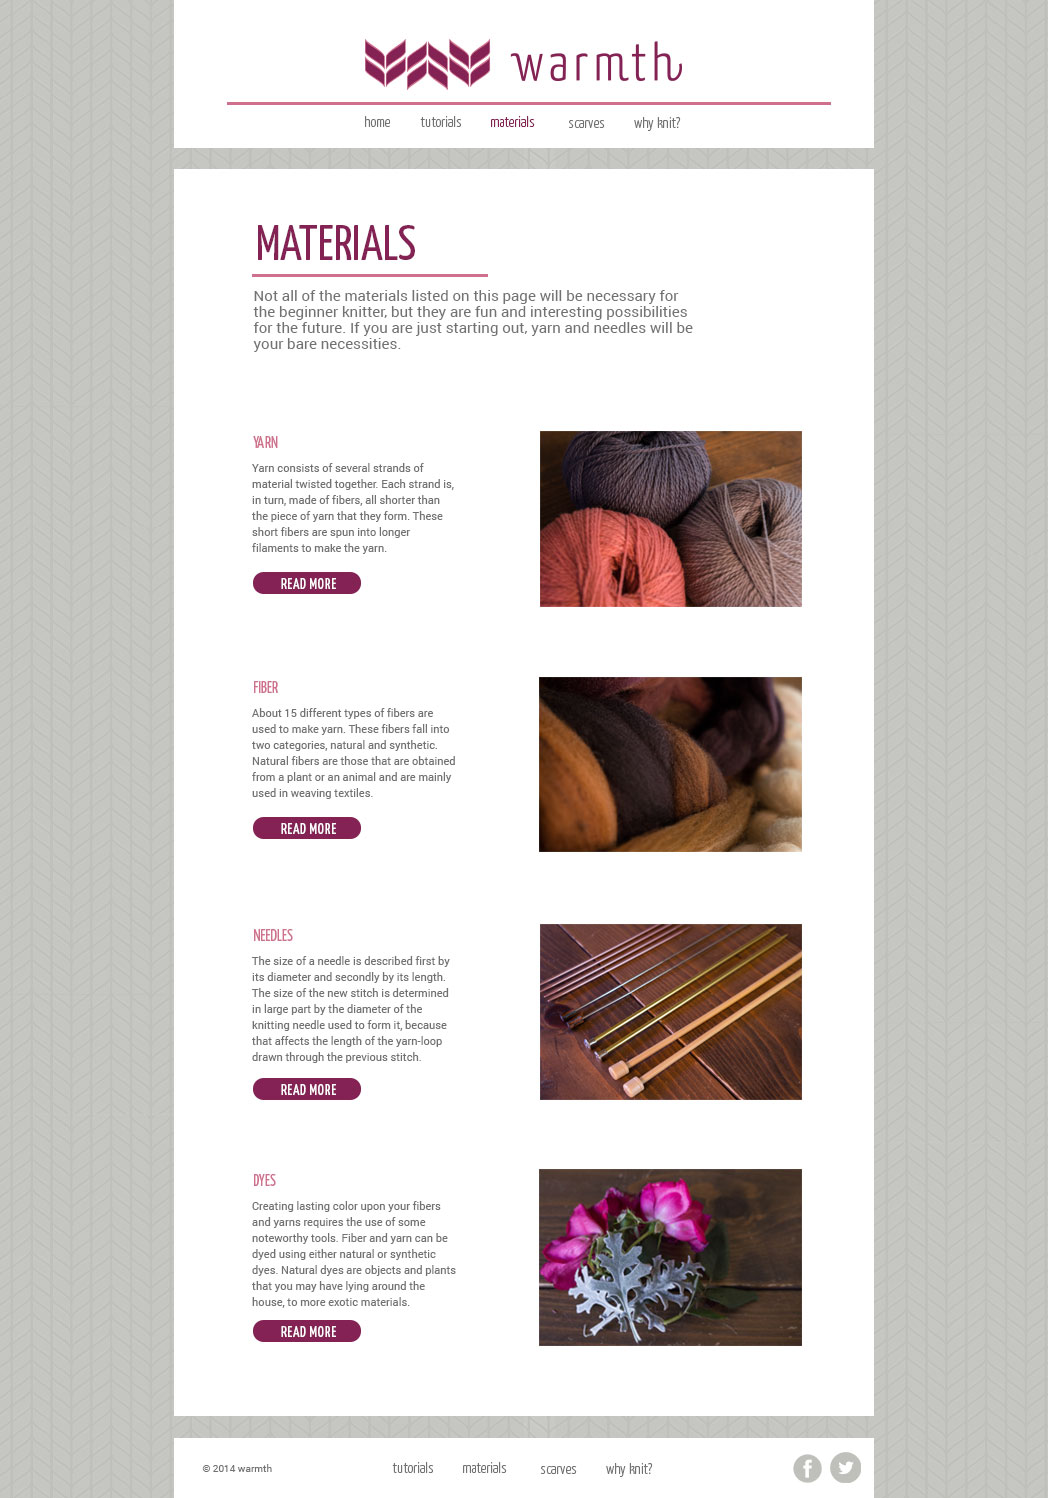 warmth
home tutorials materials scarves why knit?
MATERIALS
Not all of the materials listed on this page will be necessary for
the beginner knitter, but they are fun and interesting possibilities
for the future. If you are just starting out, yarn and needles will be
your bare necessities.
YARN
Yarn consists of several strands of
material twisted together. Each strand is,
in turn, made of fibers, all shorter than
the piece of yarn that they form. These
short fibers are spun into longer
filaments to make the yarn.
READ MORE
FIBER
About 15 different types of fibers are
used to make yarn. These fibers fall into
two categories, natural and synthetic.
Natural fibers are those that are obtained
from a plant or an animal and are mainly
used in weaving textiles.
READ MORE
NEEDLES
The size of a needle is described first by
its diameter and secondly by its length.
The size of the new stitch is determined
in large part by the diameter of the
knitting needle used to form it, because
that affects the length of the yarn-loop
drawn through the previous stitch.
READ MORE
DYES
Creating lasting color upon your fibers
and yarns requires the use of some
noteworthy tools. Fiber and yarn can be
dyed using either natural or synthetic
dyes. Natural dyes are objects and plants
that you may have lying around the
house, to more exotic materials.
READ MORE
© 2014 warmth tutorials materials scarves why knit?